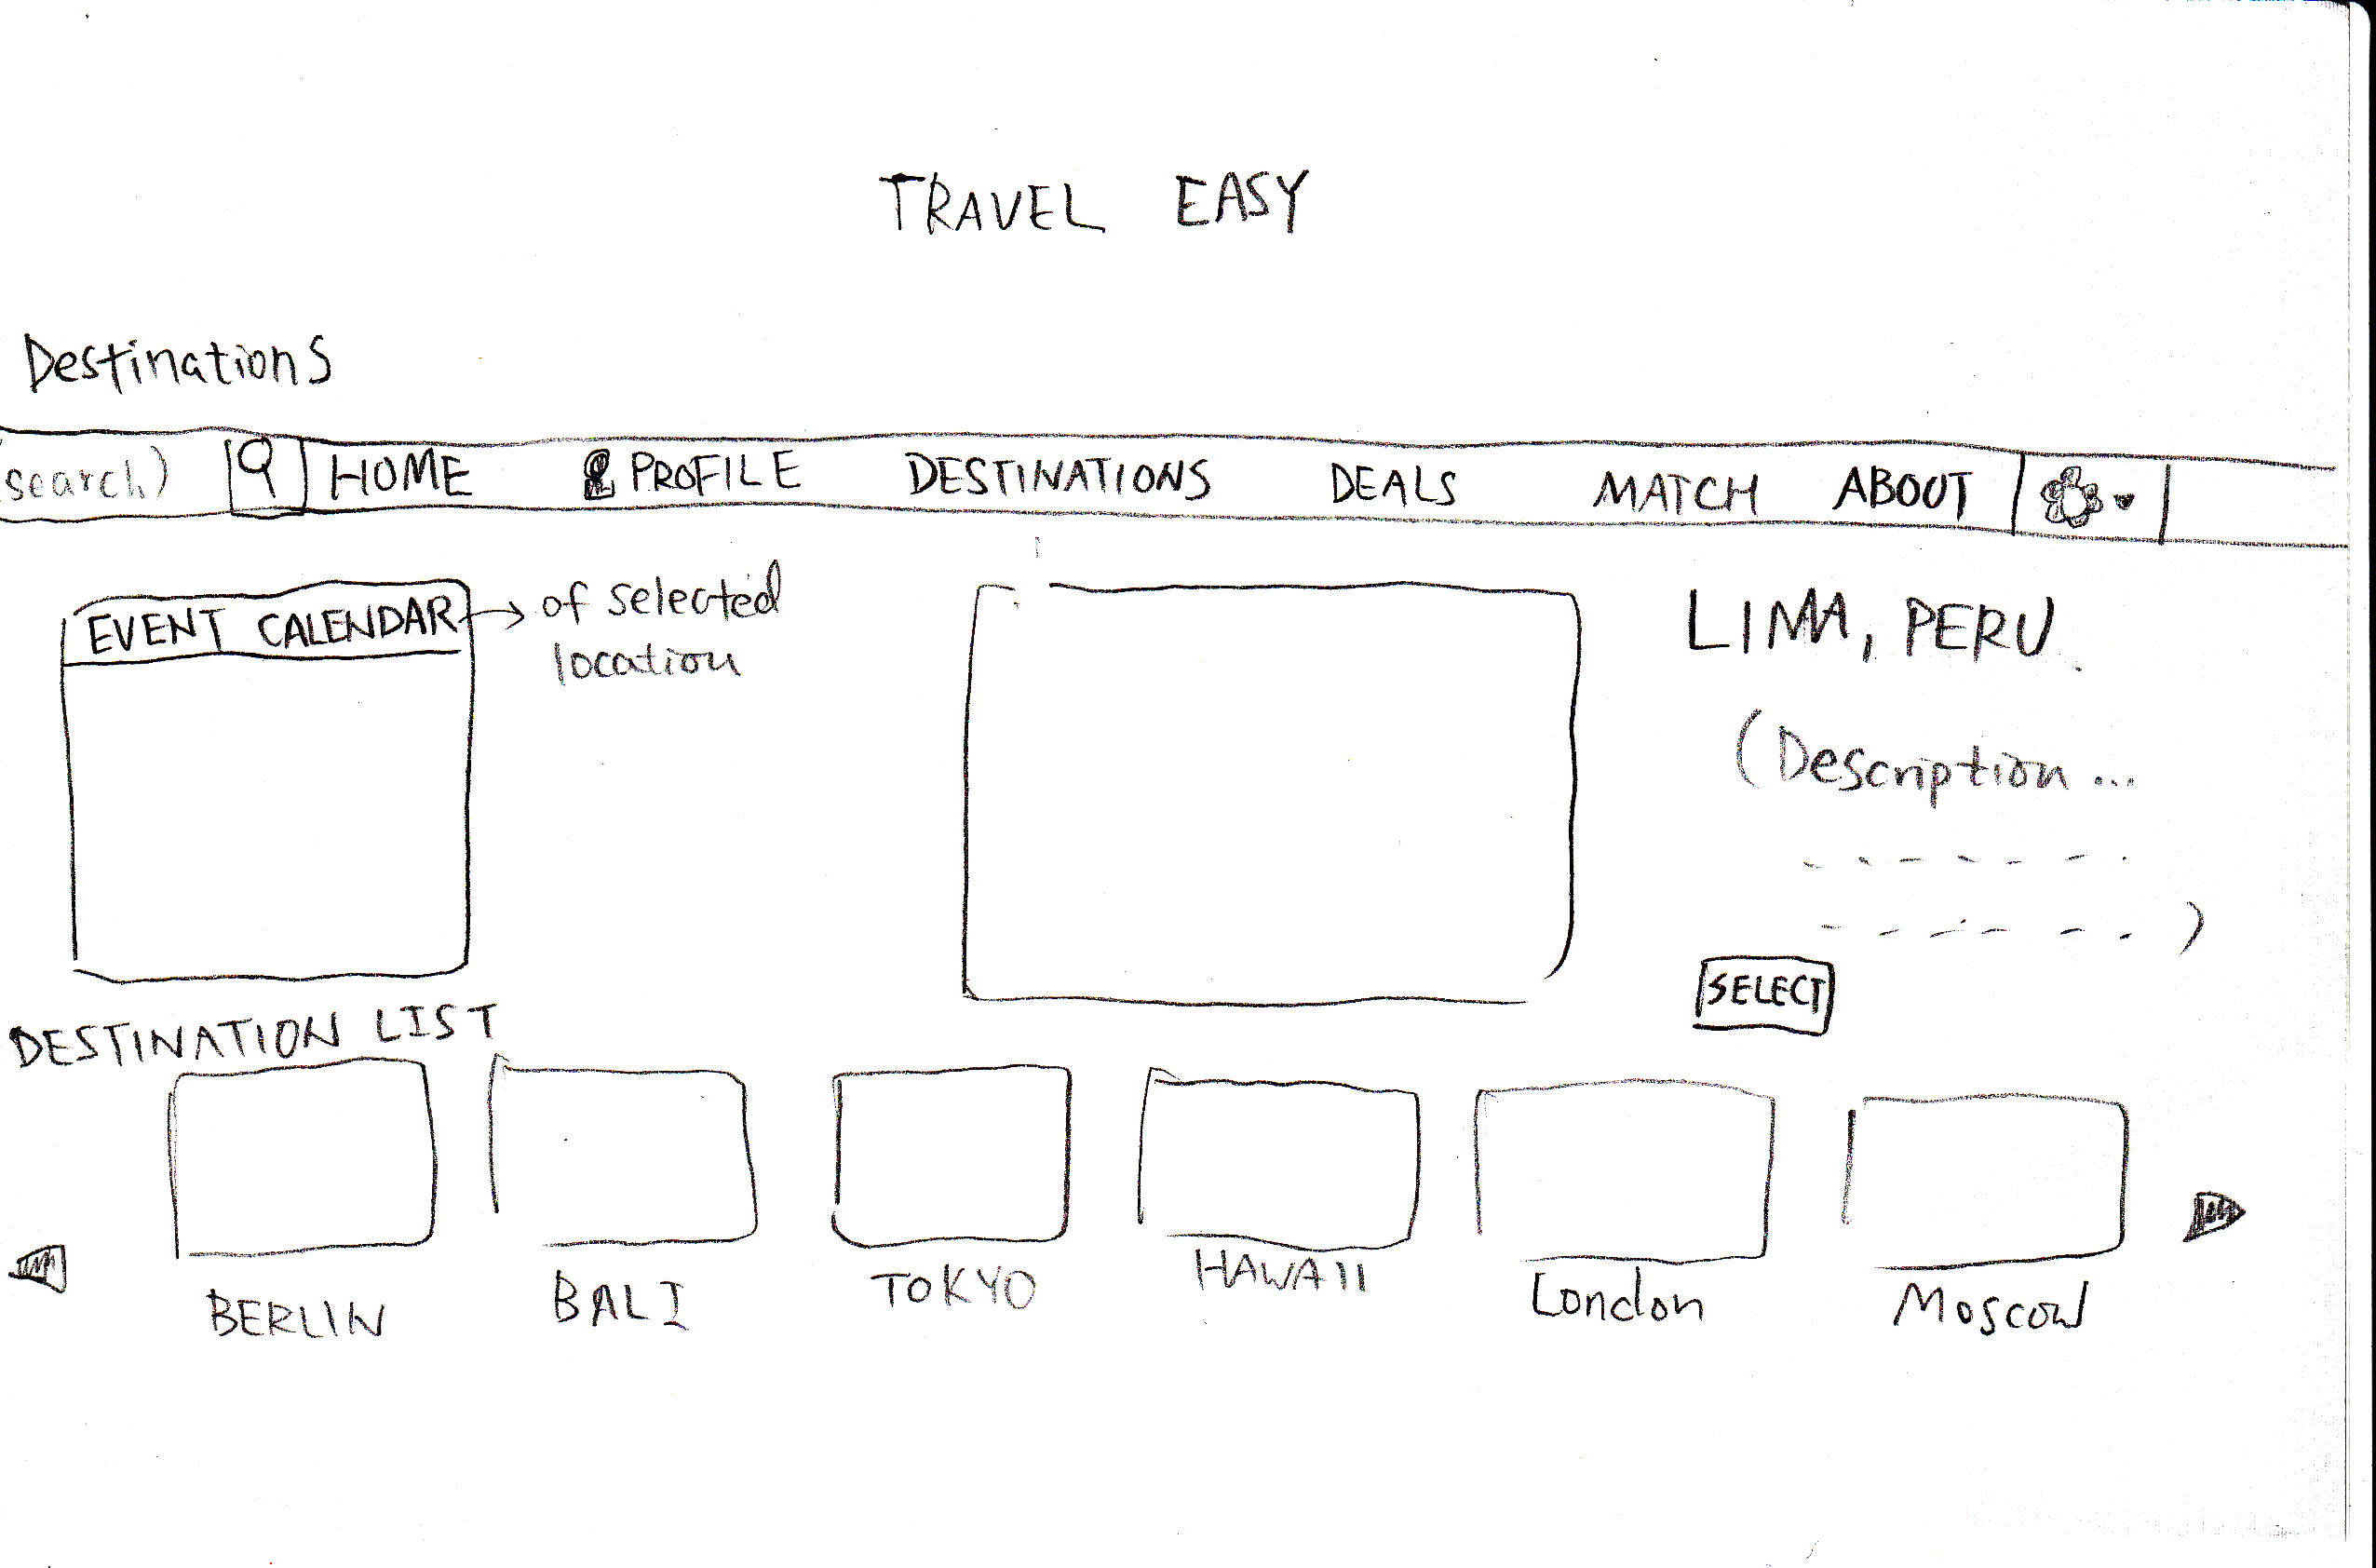 TRAVEL EASY
Destinations
(search) HOME PROFILE DESTINATIONS DEALS MATCH ABOUT
EVENT CALENDAR → of selected
location
LIMA, PERU.
(Description...
- - - - - -
- - - - - - )
SELECT
DESTINATION LIST
BERLIN BALI TOKYO HAWAII London Moscow